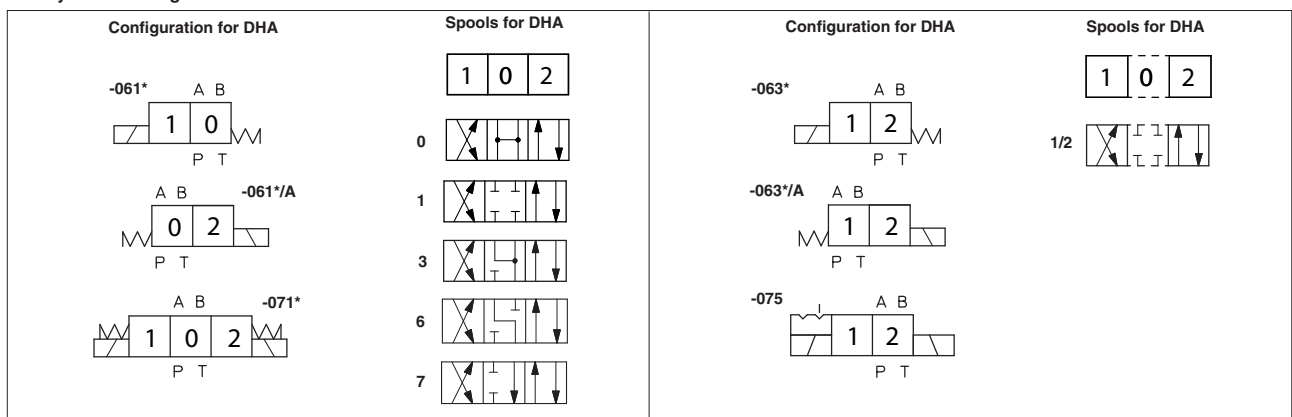 Configuration for DHA
Spools for DHA
1 0 2
-061*
A B
1 0
P T
0
1
A B
-061*/A
0 2
P T
3
A B
-071*
1 0 2
P T
6
7
Configuration for DHA
Spools for DHA
1 0 2
-063*
A B
1 2
P T
1/2
-063*/A
A B
1 2
P T
-075
A B
1 2
P T